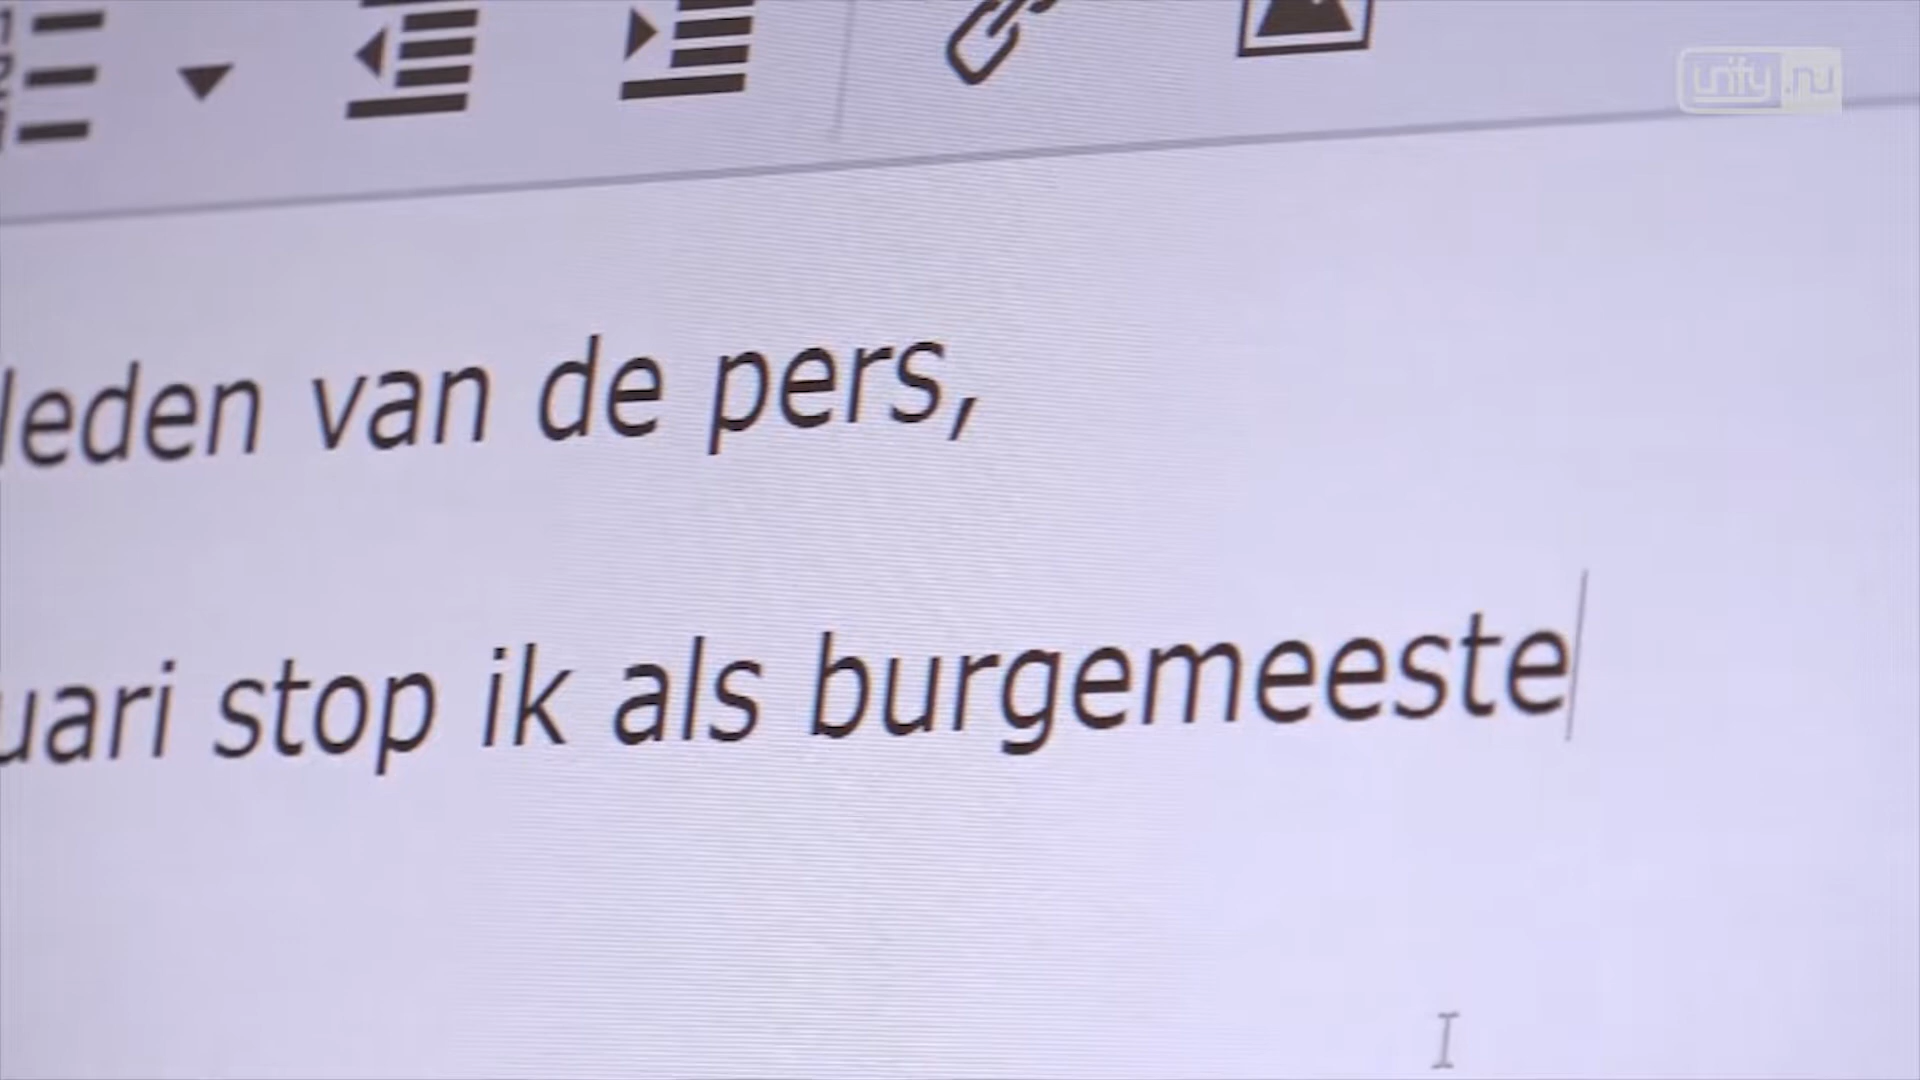 unity.nu
leden van de pers,
uari stop ik als burgemeeste